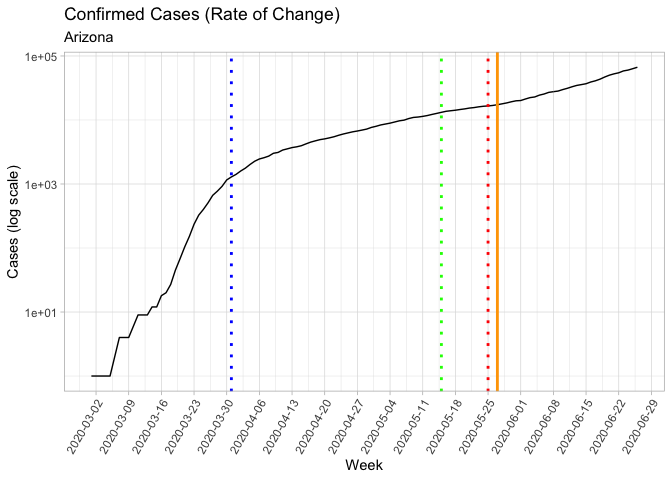 Confirmed Cases (Rate of Change)
Arizona
1e+05
1e+03
1e+01
Cases (log scale)
2020-03-02
2020-03-09
2020-03-16
2020-03-23
2020-03-30
2020-04-06
2020-04-13
2020-04-20
2020-04-27
2020-05-04
2020-05-11
2020-05-18
2020-05-25
2020-06-01
2020-06-08
2020-06-15
2020-06-22
2020-06-29
Week